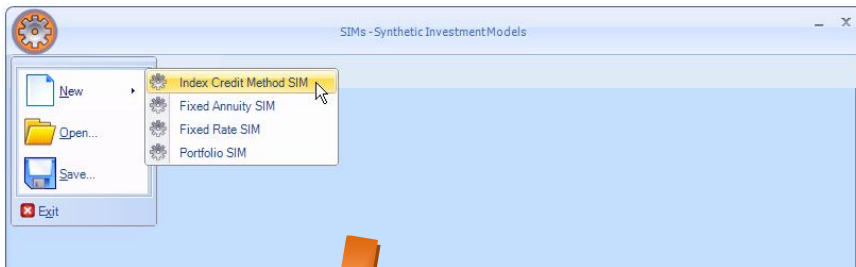 SIMs - Synthetic Investment Models
New
Open...
Save...
Exit
Index Credit Method SIM
Fixed Annuity SIM
Fixed Rate SIM
Portfolio SIM